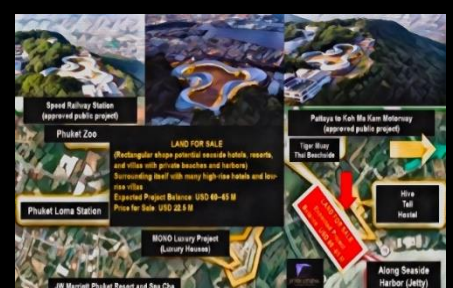 Speed Railway Station
(approved public project)
Pattaya to Koh Ma Kam Motorway
(approved public project)
Phuket Zoo
Tiger Muay
Thai Beachside
LAND FOR SALE
(Rectangular shape potential seaside hotels, resorts,
and villas with private beaches and harbors)
Surrounding itself with many high-rise hotels and low-
rise villas
Expected Project Balance USD 60-65 M
Price for Sale USD 22.5 M
Phuket Loma Station
LAND FOR SALE
Hive
Tell
Hostel
MONO Luxury Project
(Luxury Houses)
Along Seaside
Harbor (Jetty)
JW Marriott Phuket Resort and Spa Cha